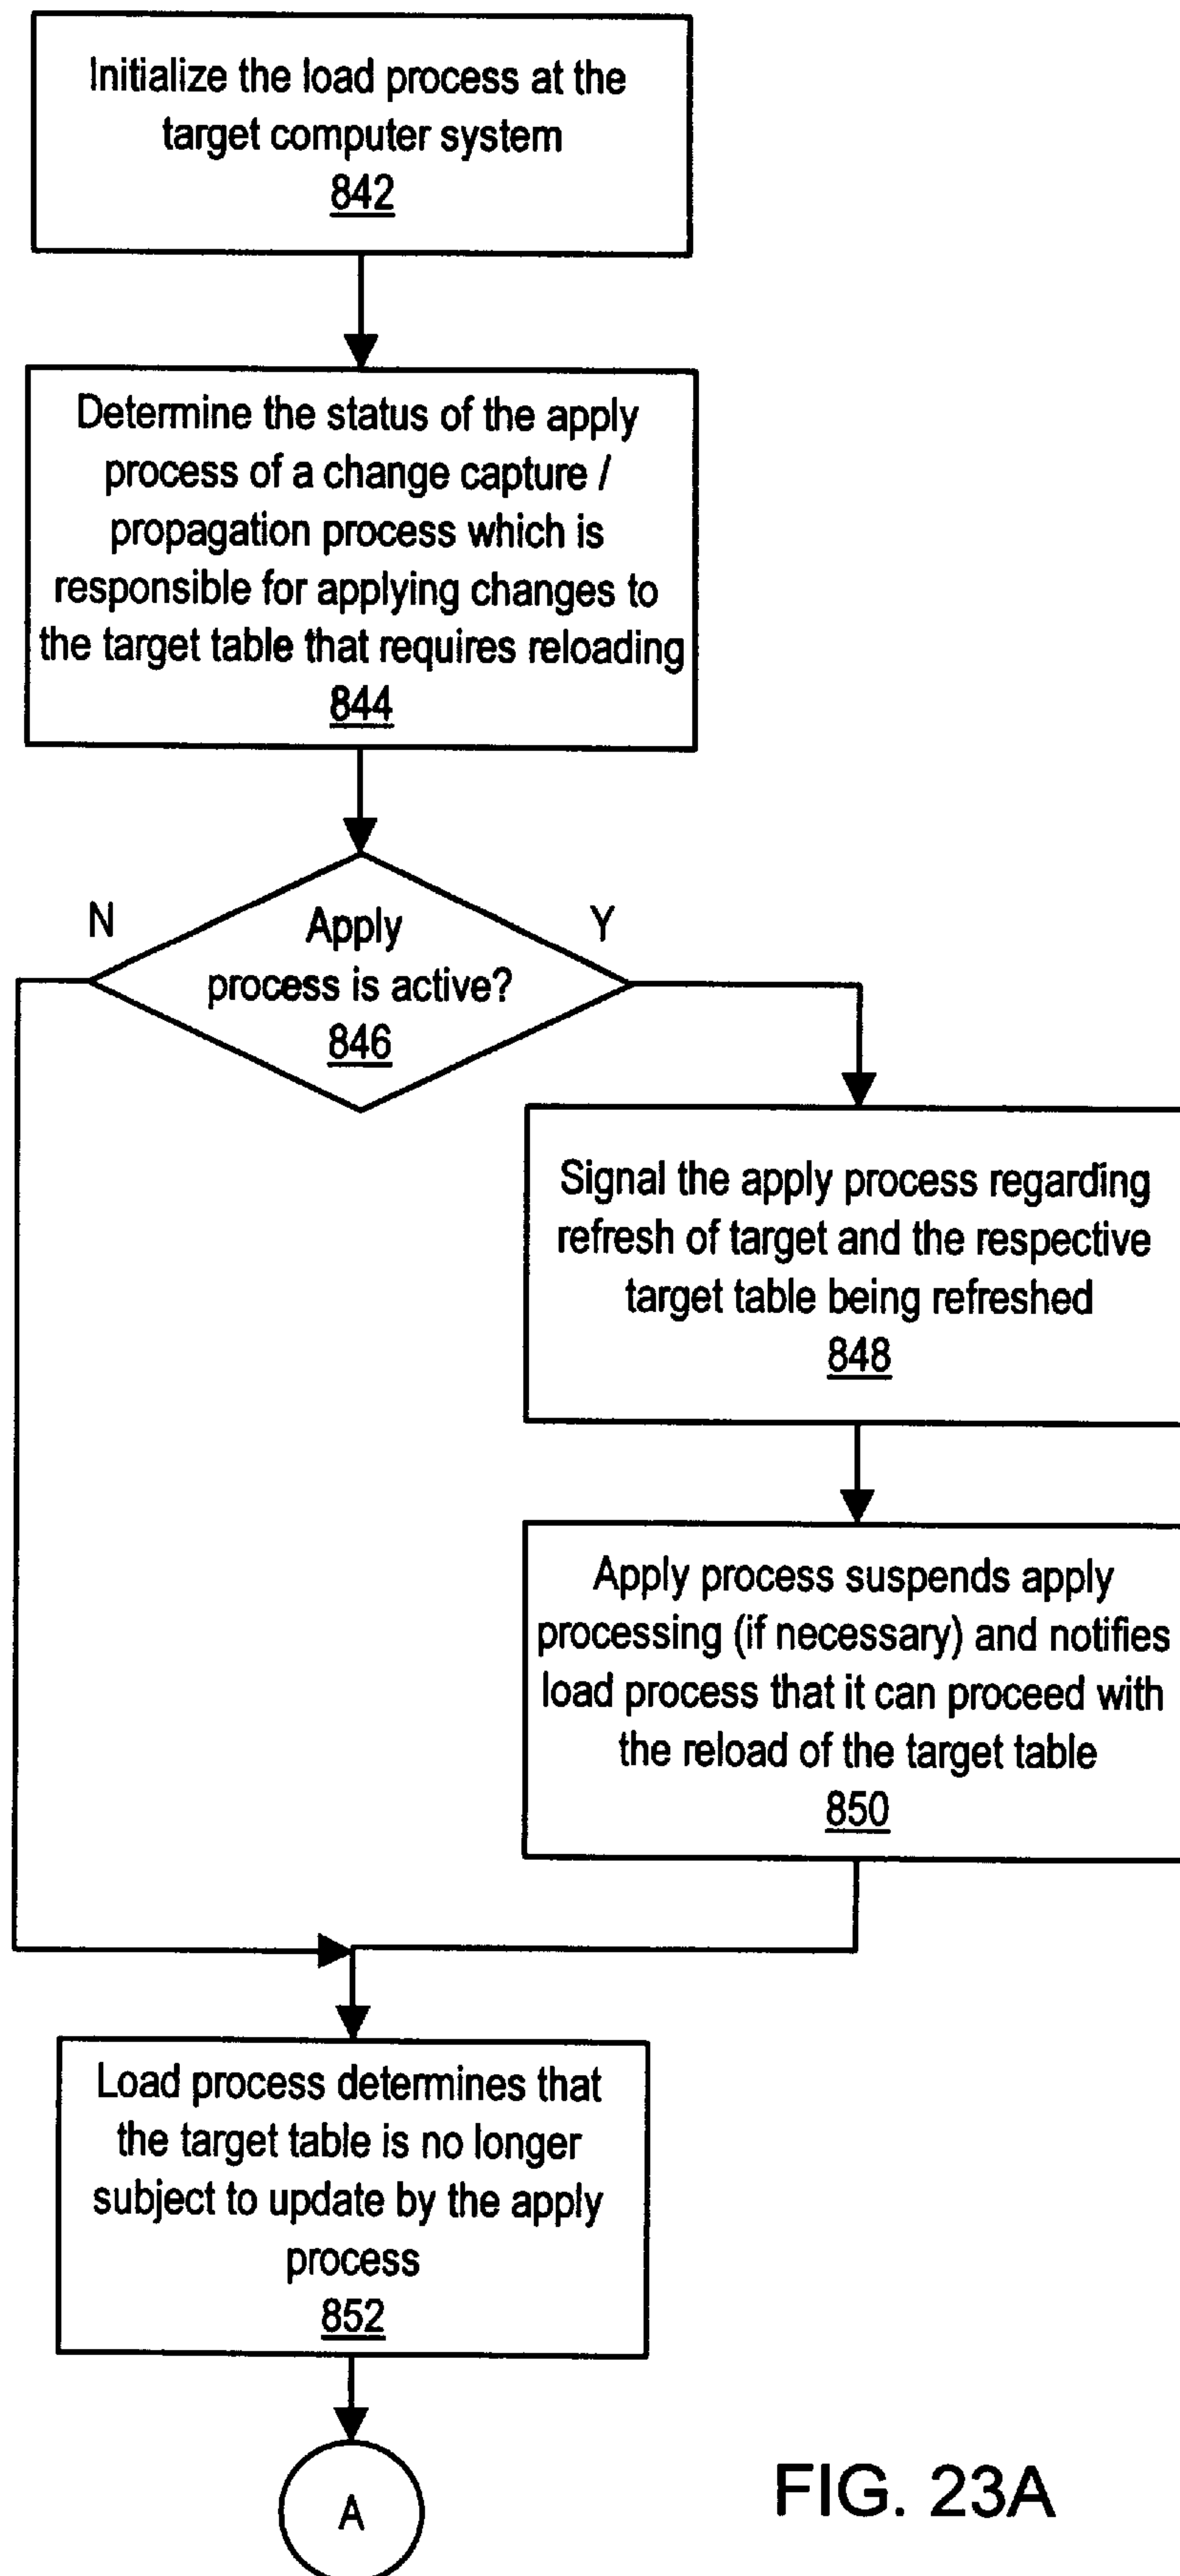 Initialize the load process at the
target computer system
842
Determine the status of the apply
process of a change capture /
propagation process which is
responsible for applying changes to
the target table that requires reloading
844
N
Y
Apply
process is active?
846
Signal the apply process regarding
refresh of target and the respective
target table being refreshed
848
Apply process suspends apply
processing (if necessary) and notifies
load process that it can proceed with
the reload of the target table
850
Load process determines that
the target table is no longer
subject to update by the apply
process
852
A
FIG. 23A